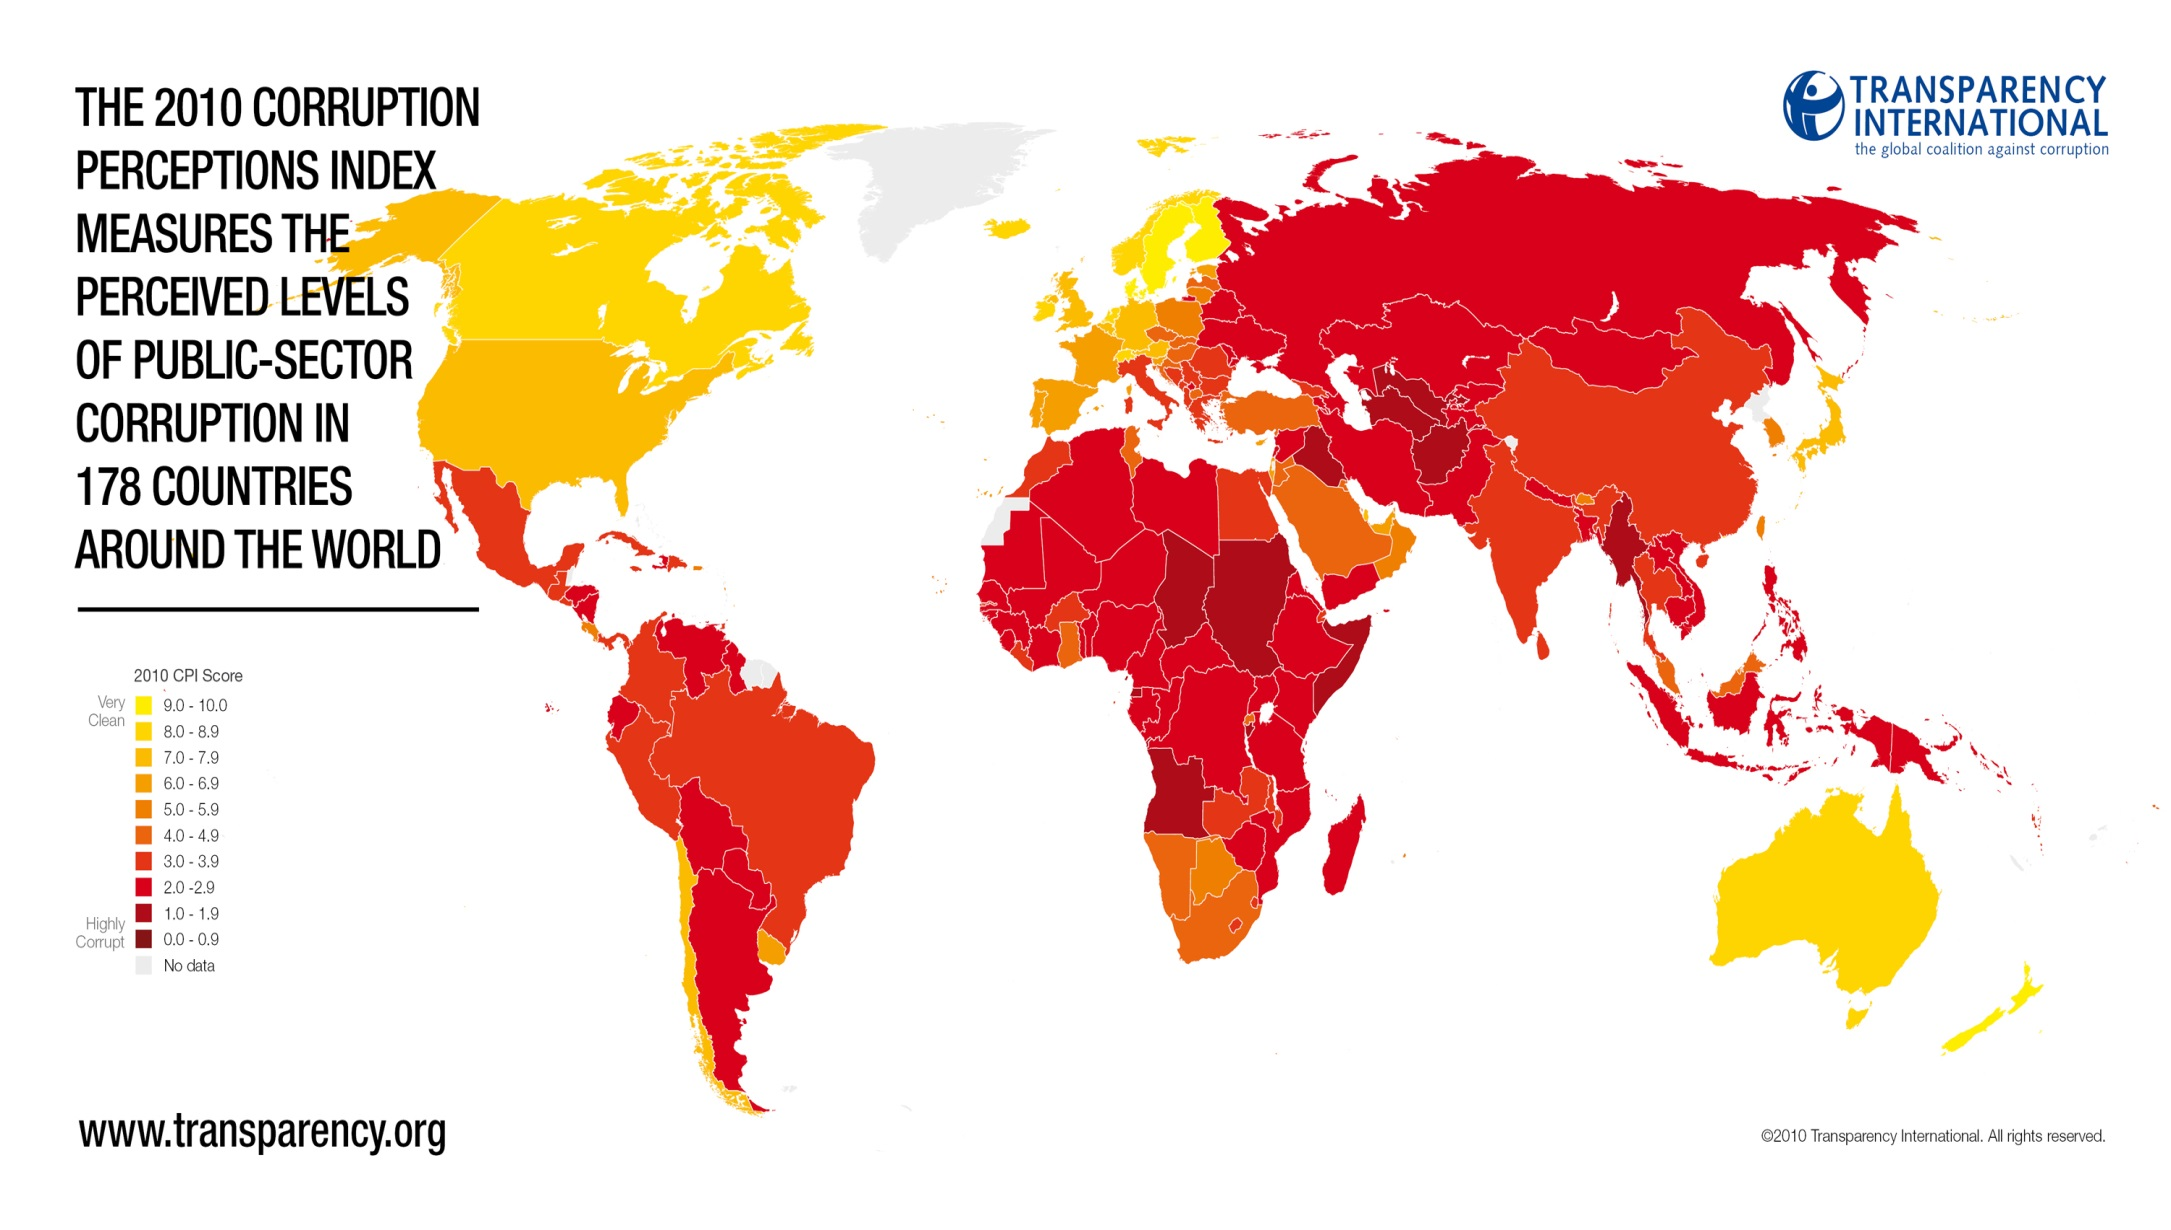 THE 2010 CORRUPTION
PERCEPTIONS INDEX
MEASURES THE
PERCEIVED LEVELS
OF PUBLIC-SECTOR
CORRUPTION IN
178 COUNTRIES
AROUND THE WORLD
TRANSPARENCY
INTERNATIONAL
the global coalition against corruption
2010 CPI Score
Very
Clean
9.0 - 10.0
8.0 - 8.9
7.0 - 7.9
6.0 - 6.9
5.0 - 5.9
4.0 - 4.9
3.0 - 3.9
2.0 -2.9
1.0 - 1.9
Highly
Corrupt
0.0 - 0.9
No data
www.transparency.org
©2010 Transparency International. All rights reserved.